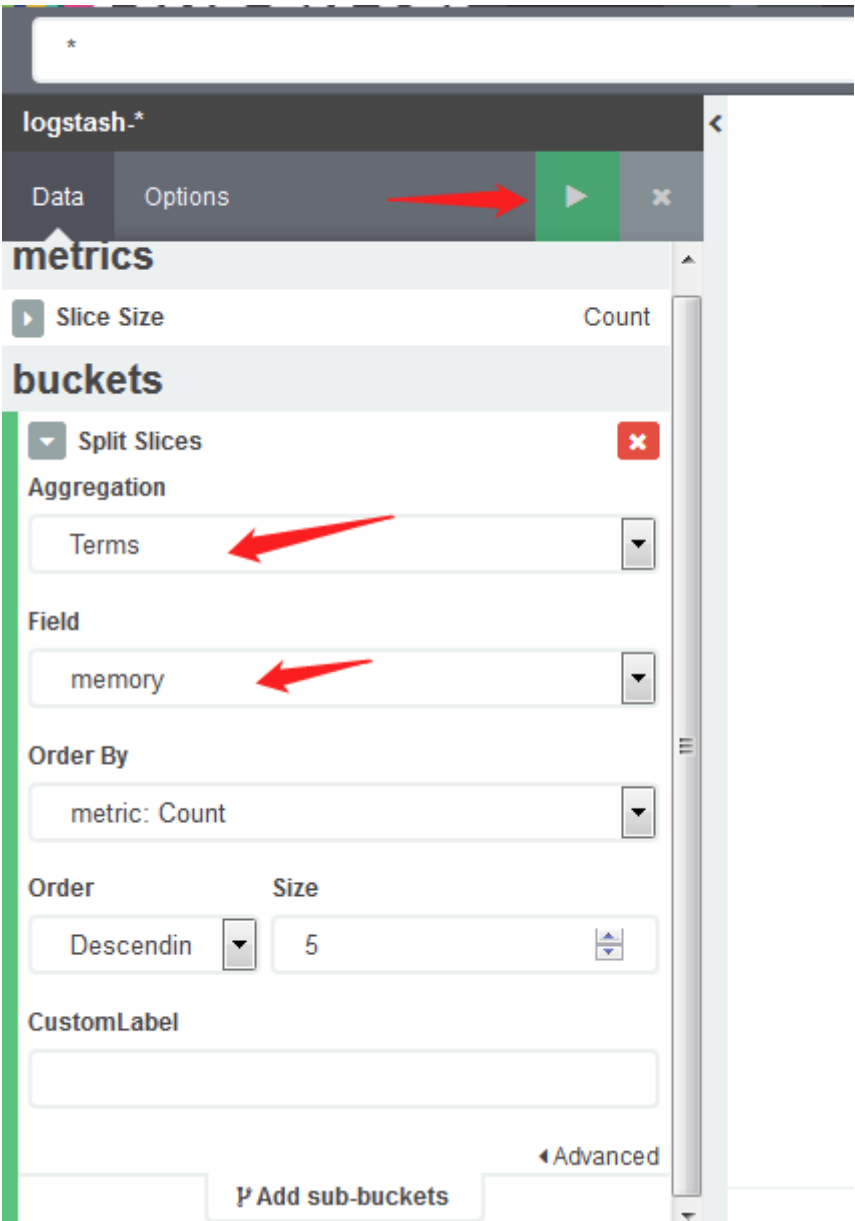 *
logstash-*
Data Options
metrics
Slice Size Count
buckets
Split Slices
Aggregation
Terms
Field
memory
Order By
metric: Count
Order Size
Descendin 5
CustomLabel
Advanced
Add sub-buckets